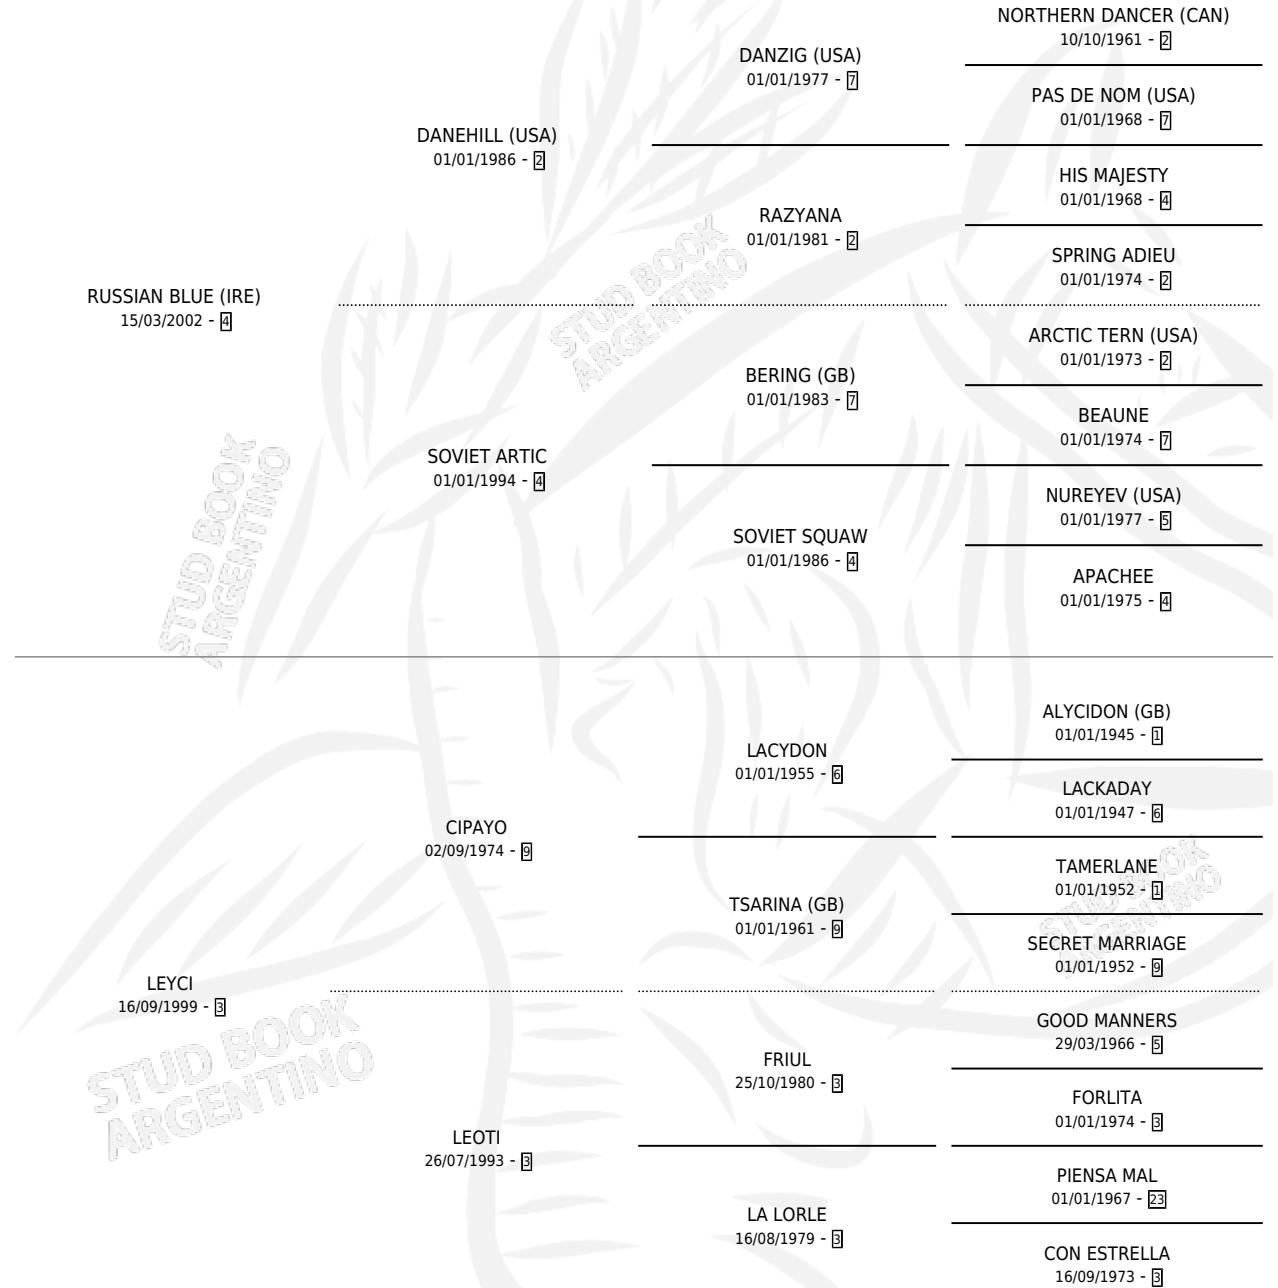 NORTHERN DANCER (CAN)
10/10/1961 - 2
DANZIG (USA)
01/01/1977 - 7
PAS DE NOM (USA)
01/01/1968 - 7
DANEHILL (USA)
01/01/1986 - 2
HIS MAJESTY
01/01/1968 - 4
RAZYANA
01/01/1981 - 2
SPRING ADIEU
01/01/1974 - 2
RUSSIAN BLUE (IRE)
15/03/2002 - 4
STUD BOOK
ARGENTINO
ARCTIC TERN (USA)
01/01/1973 - 2
BERING (GB)
01/01/1983 - 7
BEAUNE
01/01/1974 - 7
SOVIET ARTIC
01/01/1994 - 4
NUREYEV (USA)
01/01/1977 - 5
SOVIET SQUAW
01/01/1986 - 4
APACHEE
01/01/1975 - 4
STUD BOOK
ARGENTINO
ALYCIDON (GB)
01/01/1945 - 1
LACYDON
01/01/1955 - 6
LACKADAY
01/01/1947 - 6
CIPAYO
02/09/1974 - 9
TAMERLANE
01/01/1952 - 1
TSARINA (GB)
01/01/1961 - 9
SECRET MARRIAGE
01/01/1952 - 9
STUD BOOK
ARGENTINO
LEYCI
16/09/1999 - 3
GOOD MANNERS
29/03/1966 - 5
FRIUL
25/10/1980 - 3
FORLITA
01/01/1974 - 3
STUD BOOK
ARGENTINO
LEOTI
26/07/1993 - 3
PIENSA MAL
01/01/1967 - 23
LA LORLE
16/08/1979 - 3
CON ESTRELLA
16/09/1973 - 3